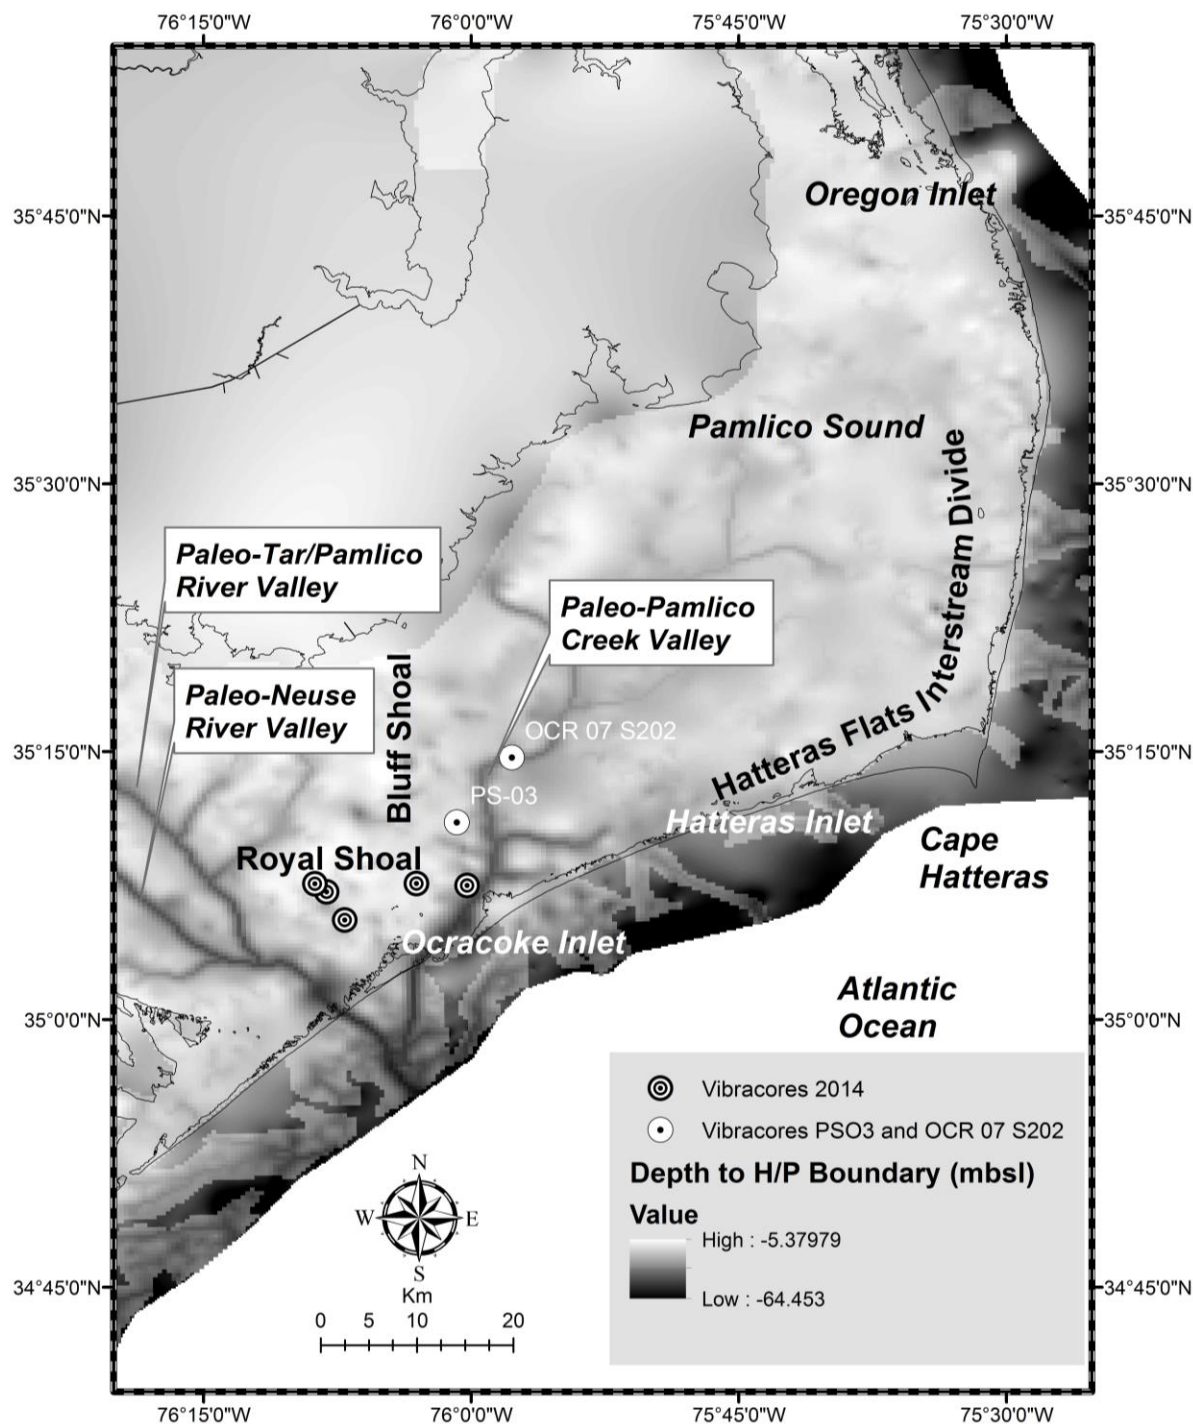 76°15'0"W
76°0'0"W
75°45'0"W
75°30'0"W
35°45'0"N
Oregon Inlet
35°45'0"N
Pamlico Sound
35°30'0"N
35°30'0"N
Paleo-Tar/Pamlico
River Valley
Paleo-Pamlico
Creek Valley
Paleo-Neuse
River Valley
Bluff Shoal
Hatteras Flats Interstream Divide
OCR 07 S202
35°15'0"N
35°15'0"N
PS-03
Hatteras Inlet
Cape
Hatteras
Royal Shoal
Ocracoke Inlet
Atlantic
Ocean
35°0'0"N
35°0'0"N
Vibracores 2014
Vibracores PSO3 and OCR 07 S202
Depth to H/P Boundary (mbsl)
Value
High : -5.37979
Low : -64.453
N
W
E
S
Km
0 5 10 20
34°45'0"N
34°45'0"N
76°15'0"W
76°0'0"W
75°45'0"W
75°30'0"W